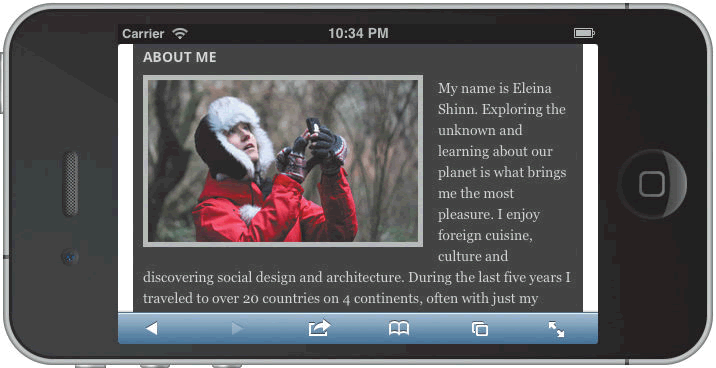 Carrier 10:34 PM
ABOUT ME
My name is Eleina
Shinn. Exploring the
unknown and
learning about our
planet is what brings
me the most
pleasure. I enjoy
foreign cuisine,
culture and
discovering social design and architecture. During the last five years I
traveled to over 20 countries on 4 continents, often with just my